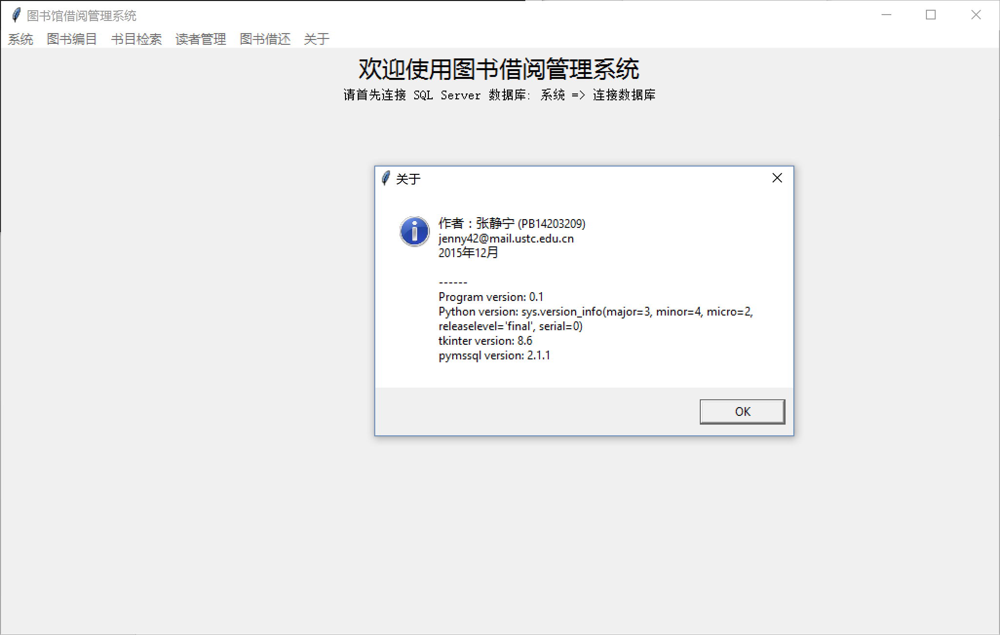 图书馆借阅管理系统
系统 图书编目 书目检索 读者管理 图书借还 关于
欢迎使用图书借阅管理系统
请首先连接 SQL Server 数据库: 系统 => 连接数据库
关于
作者：张静宁 (PB14203209)
jenny42@mail.ustc.edu.cn
2015年12月
------
Program version: 0.1
Python version: sys.version_info(major=3, minor=4, micro=2,
releaselevel='final', serial=0)
tkinter version: 8.6
pymssql version: 2.1.1
OK